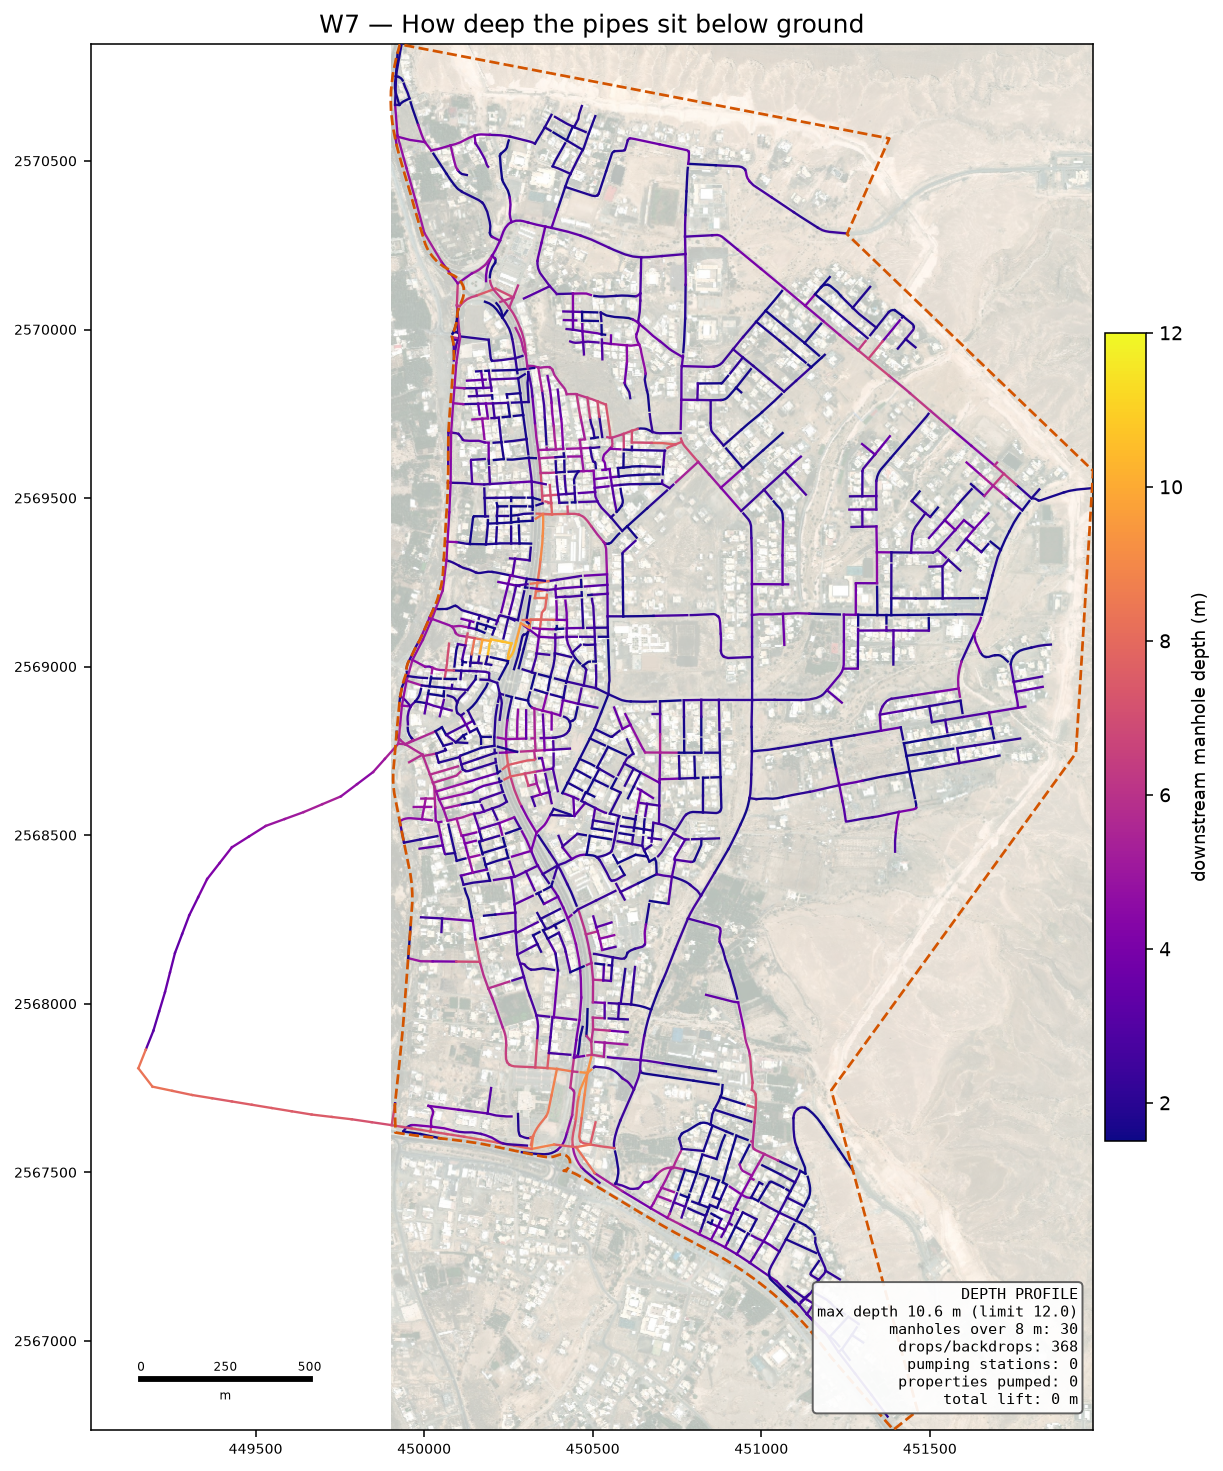 W7 — How deep the pipes sit below ground
2570500
2570000
2569500
2569000
2568500
2568000
2567500
2567000
449500
450000
450500
451000
451500
0 250 500
m
12
10
8
6
4
2
downstream manhole depth (m)
DEPTH PROFILE
max depth 10.6 m (limit 12.0)
manholes over 8 m: 30
drops/backdrops: 368
pumping stations: 0
properties pumped: 0
total lift: 0 m